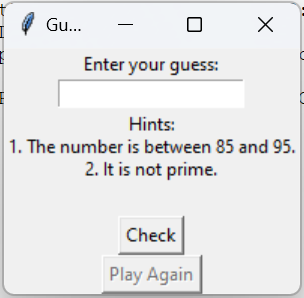 Gu...
Enter your guess:
Hints:
1. The number is between 85 and 95.
2. It is not prime.
Check
Play Again